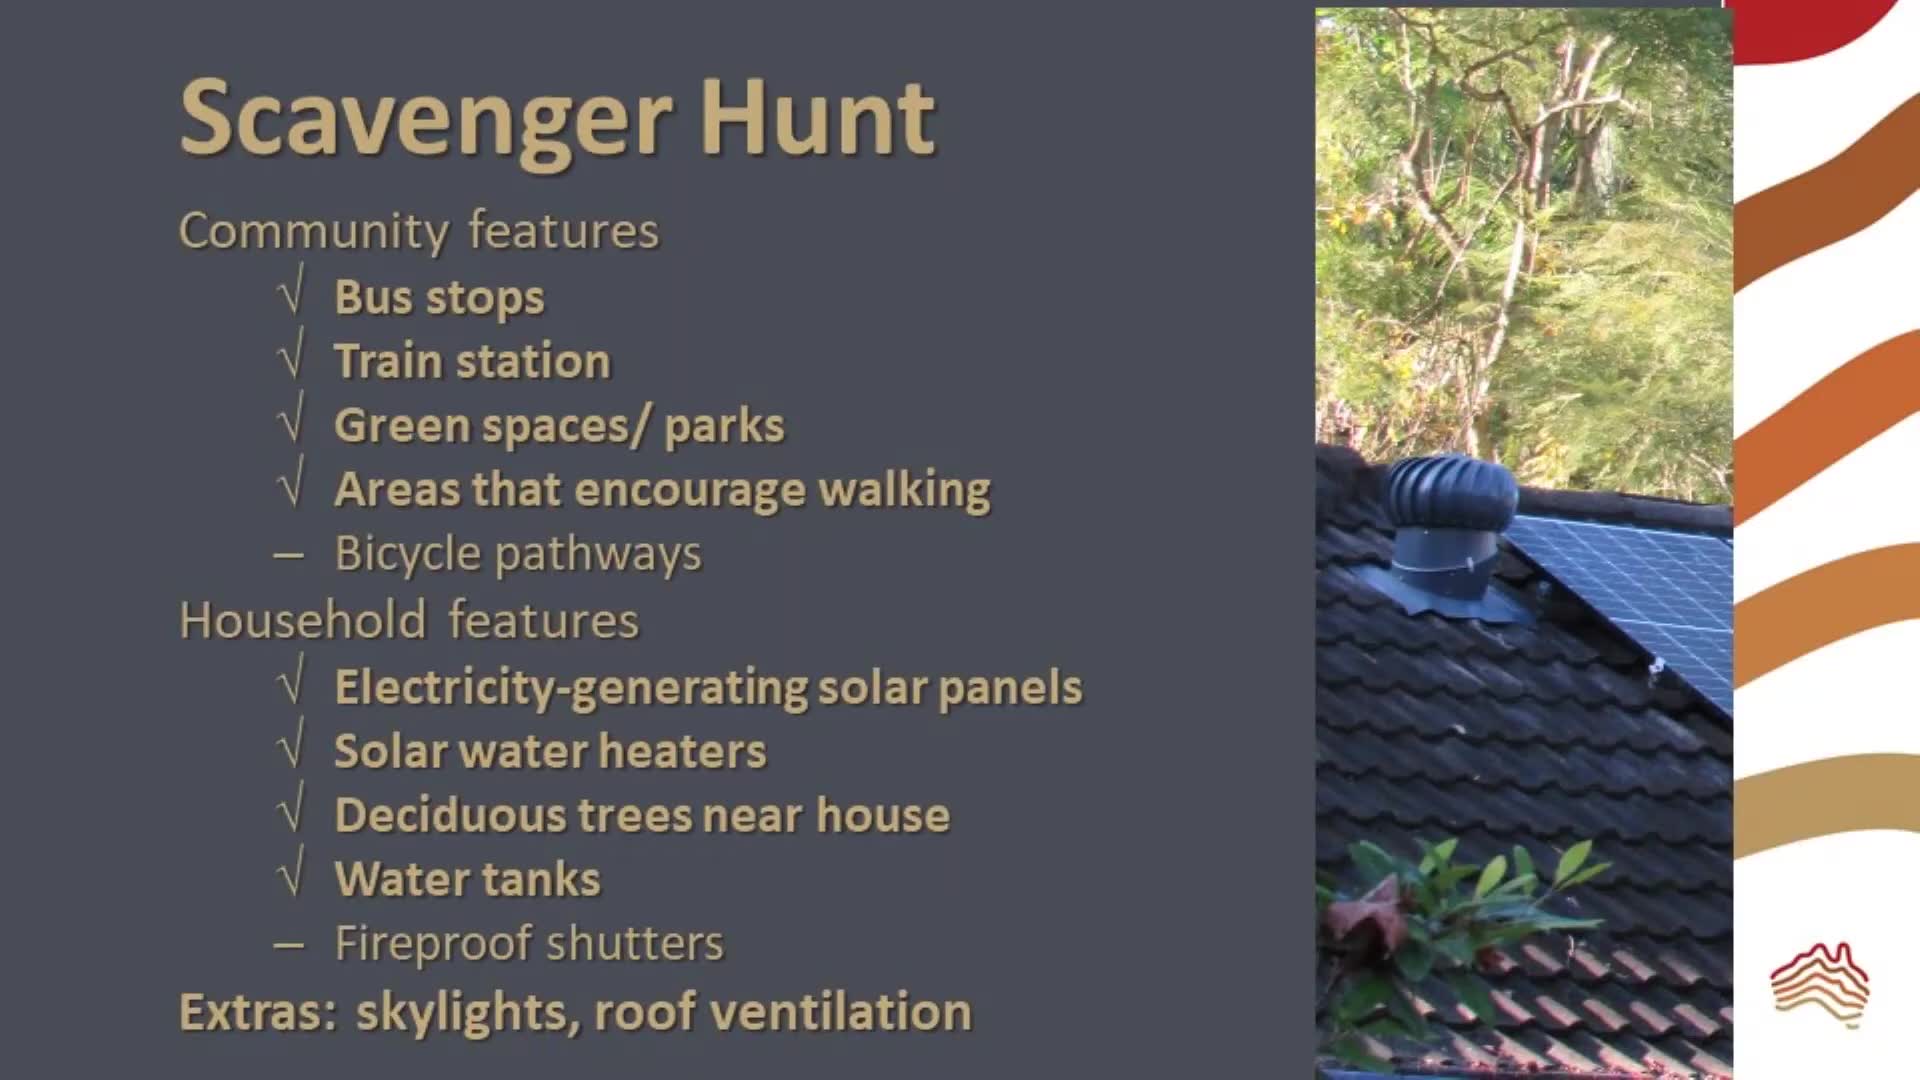 Scavenger Hunt
Community features
√ Bus stops
√ Train station
√ Green spaces/ parks
√ Areas that encourage walking
– Bicycle pathways
Household features
√ Electricity-generating solar panels
√ Solar water heaters
√ Deciduous trees near house
√ Water tanks
– Fireproof shutters
Extras: skylights, roof ventilation